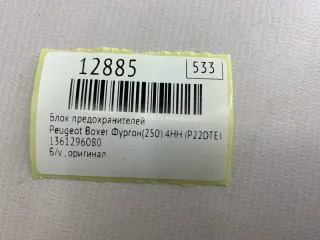 12885
533
Блок предохранителей
Peugeot Boxer Фургон(250) 4HH (P22DTE)
1361296080
Б/у , оригинал